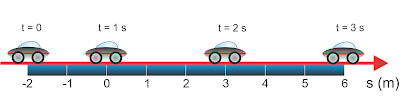 t = 0 t = 1 s t = 2 s t = 3 s
-2 -1 0 1 2 3 4 5 6 s (m)